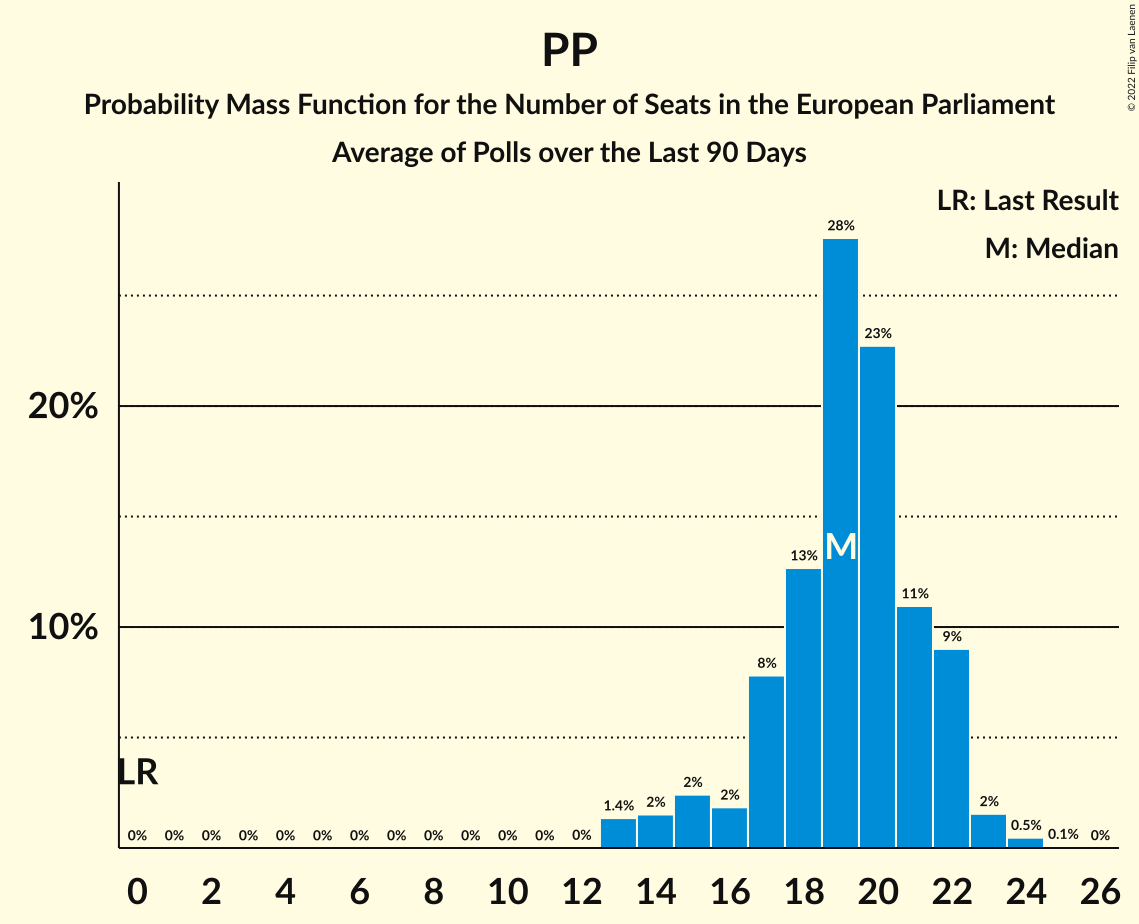 PP
Probability Mass Function for the Number of Seats in the European Parliament
Average of Polls over the Last 90 Days
© 2022 Filip van Laenen
LR: Last Result
M: Median
28%
23%
20%
13%
M
11%
10%
9%
8%
LR
0% 0% 0% 0% 0% 0% 0% 0% 0% 0% 0% 0% 0% 1.4% 2% 2% 2% 2% 0.5% 0.1% 0%
0 2 4 6 8 10 12 14 16 18 20 22 24 26